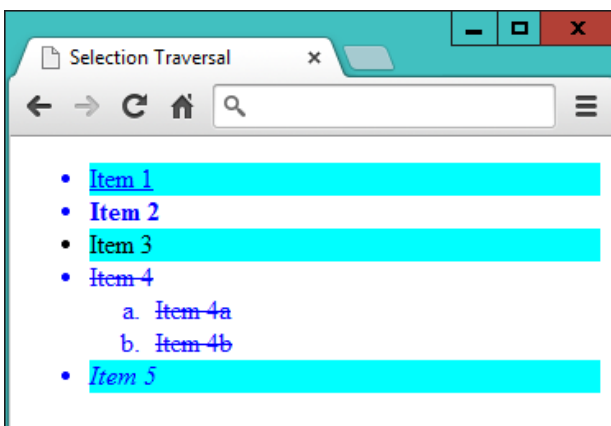 Selection Traversal
Item 1
Item 2
Item 3
Item 4
a. Item 4a
b. Item 4b
Item 5